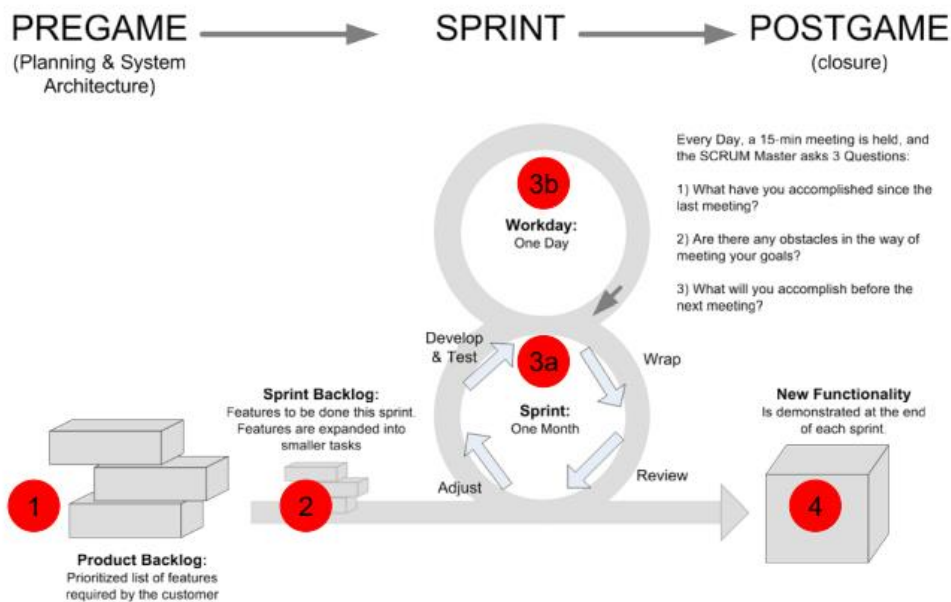 PREGAME
(Planning & System
Architecture)
SPRINT
POSTGAME
(closure)
Every Day, a 15-min meeting is held, and
the SCRUM Master asks 3 Questions:
1) What have you accomplished since the
last meeting?
2) Are there any obstacles in the way of
meeting your goals?
3) What will you accomplish before the
next meeting?
3b
Workday:
One Day
Develop
& Test
3a
Wrap
Sprint:
One Month
Adjust
Review
Sprint Backlog:
Features to be done this sprint.
Features are expanded into
smaller tasks
New Functionality
Is demonstrated at the end
of each sprint
1
2
4
Product Backlog:
Prioritized list of features
required by the customer